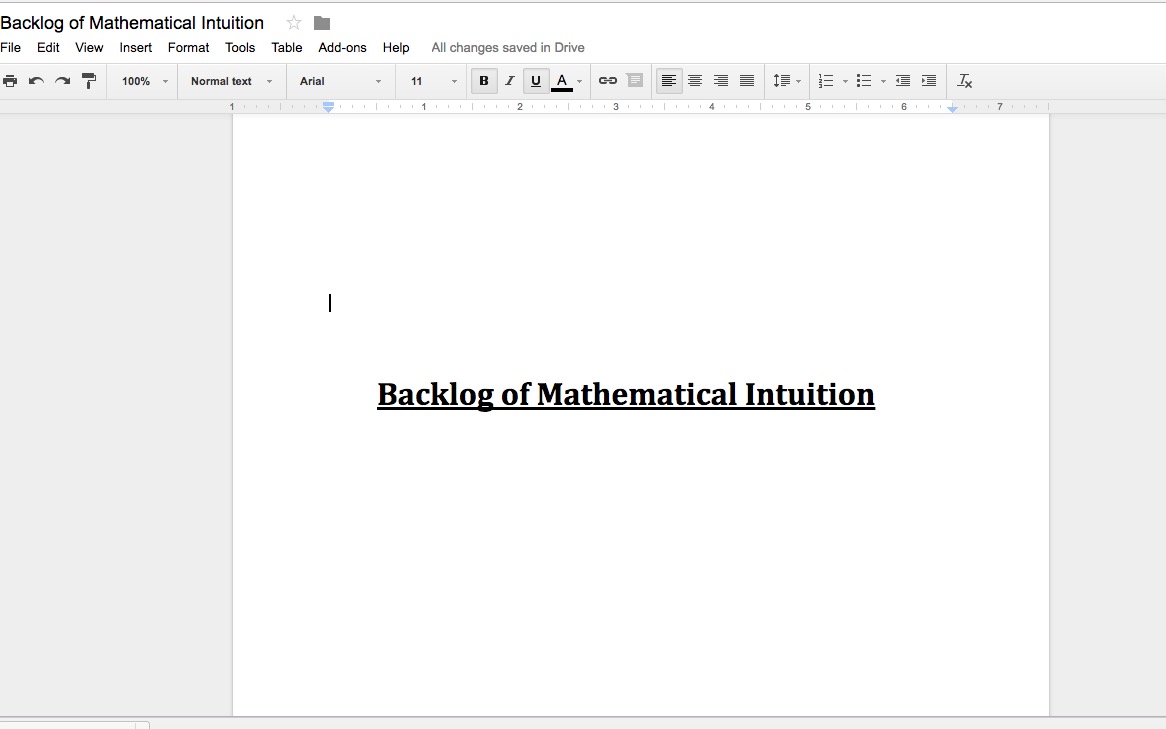 Backlog of Mathematical Intuition
File Edit View Insert Format Tools Table Add-ons Help All changes saved in Drive
100% Normal text Arial 11 B I U A
1 1 2 3 4 5 6 7
Backlog of Mathematical Intuition